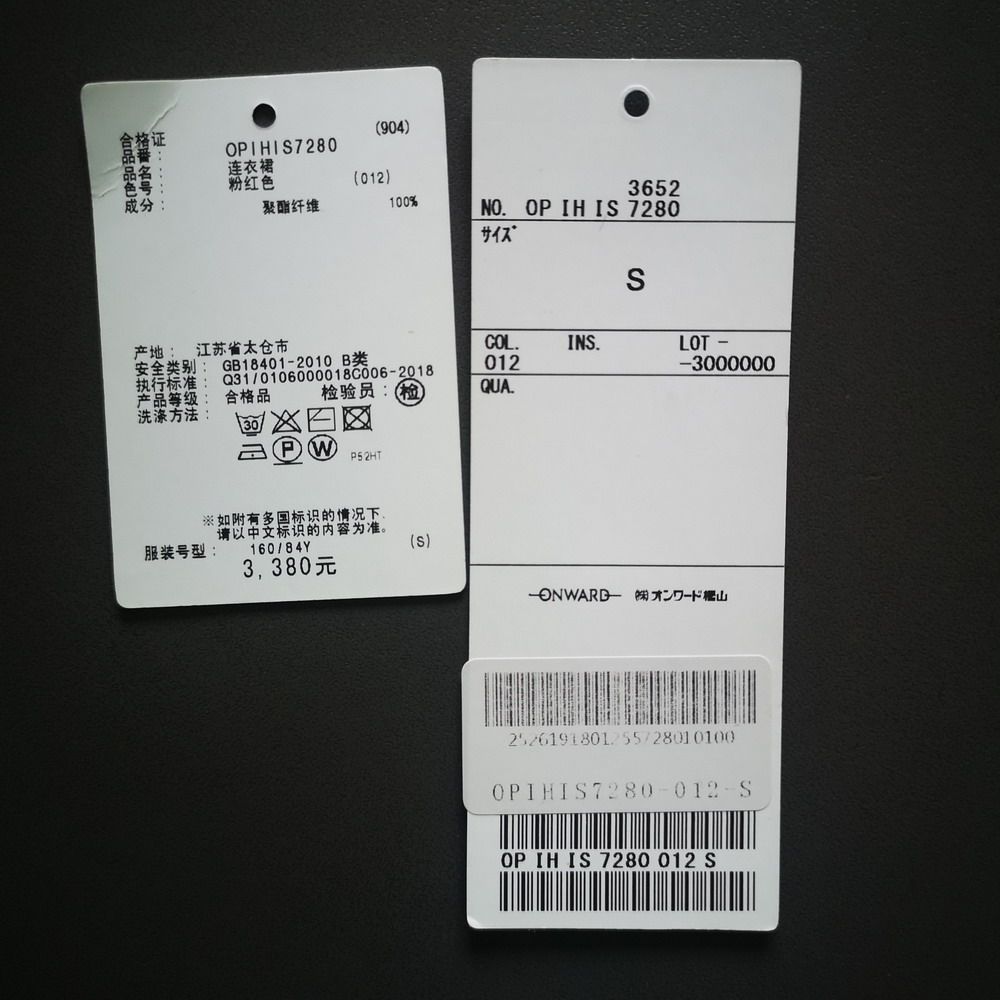 合格证
(904)
品番： OPIHIS7280
品名： 连衣裙
色号： 粉红色 (012)
成分： 聚酯纤维 100%
产地： 江苏省太仓市
安全类别： GB18401-2010 B类
执行标准： Q31/0106000018C006-2018
产品等级： 合格品 检验员： 检
洗涤方法：
30
P W P52HT
※如附有多国标识的情况下.
请以中文标识的内容为准。
服装号型： 160/84Y (S)
3,380元
3652
NO. OP IH IS 7280
サイズ
S
COL. INS. LOT -
012 -3000000
QUA.
ONWARD ㈱オンワード樫山
OPIHIS7280-012-S
OP IH IS 7280 012 S